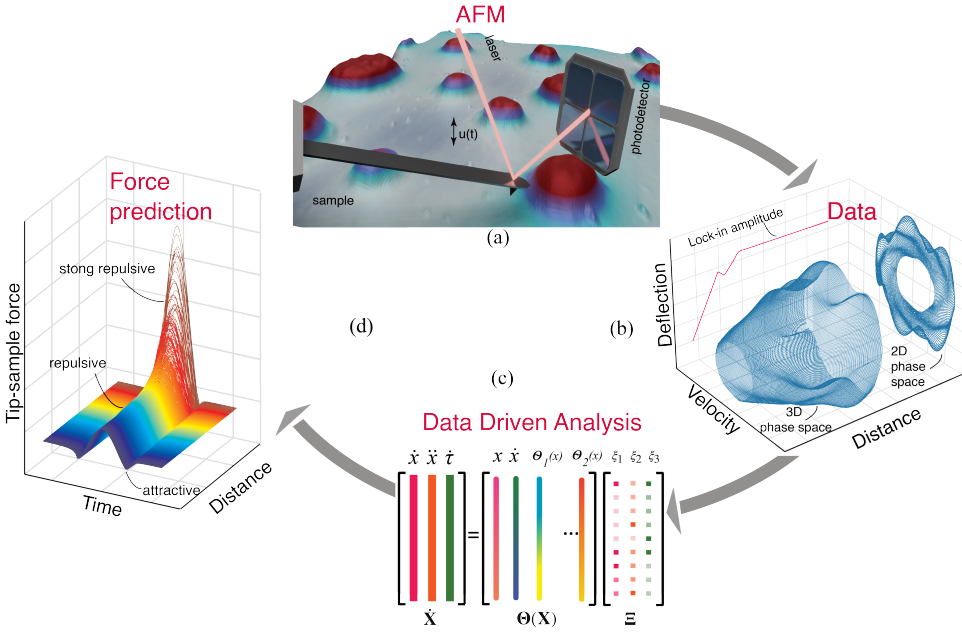 AFM
laser
u(t)
photodetector
sample
(a)
Data
Lock-in amplitude
Deflection
Velocity
Distance
3D
phase space
2D
phase
space
(b)
(c)
Data Driven Analysis
ẋ ẍ τ̇ x ẋ Θ1(x) Θ2(x) ξ1 ξ2 ξ3
= ...
Ẋ Θ(X) Ξ
(d)
Force
prediction
stong repulsive
repulsive
attractive
Tip-sample force
Time
Distance